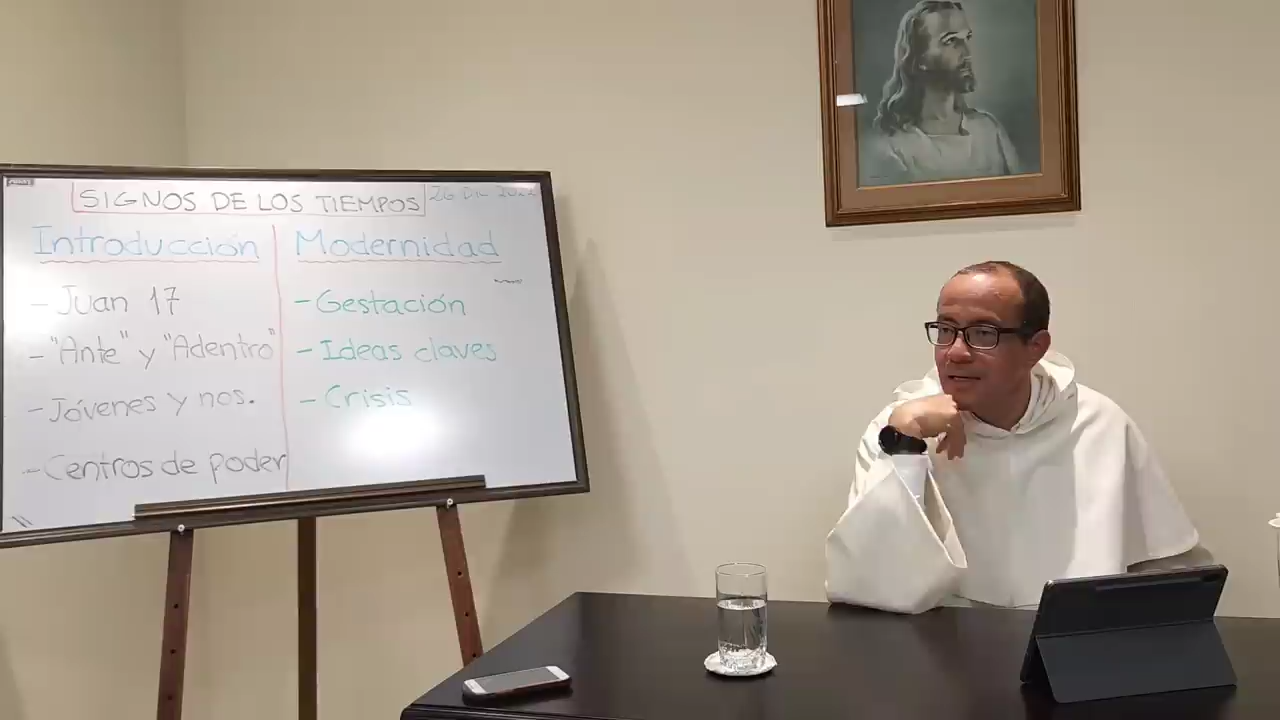 SIGNOS DE LOS TIEMPOS 26 Dic
Introducción
- Juan 17
- "Ante" y "Adentro"
- Jóvenes y nos.
- Centros de poder
Modernidad
- Gestación
- Ideas claves
- Crisis